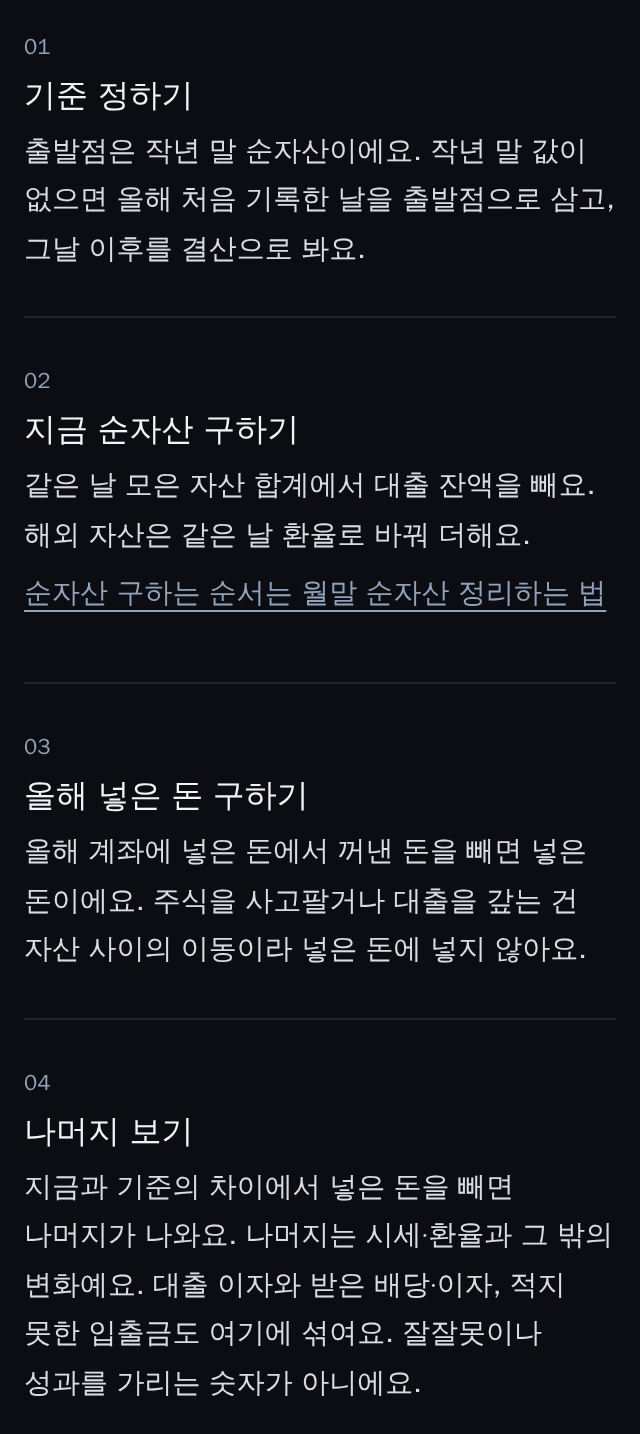 01
기준 정하기
출발점은 작년 말 순자산이에요. 작년 말 값이
없으면 올해 처음 기록한 날을 출발점으로 삼고,
그날 이후를 결산으로 봐요.
02
지금 순자산 구하기
같은 날 모은 자산 합계에서 대출 잔액을 빼요.
해외 자산은 같은 날 환율로 바꿔 더해요.
순자산 구하는 순서는 월말 순자산 정리하는 법
03
올해 넣은 돈 구하기
올해 계좌에 넣은 돈에서 꺼낸 돈을 빼면 넣은
돈이에요. 주식을 사고팔거나 대출을 갚는 건
자산 사이의 이동이라 넣은 돈에 넣지 않아요.
04
나머지 보기
지금과 기준의 차이에서 넣은 돈을 빼면
나머지가 나와요. 나머지는 시세·환율과 그 밖의
변화예요. 대출 이자와 받은 배당·이자, 적지
못한 입출금도 여기에 섞여요. 잘잘못이나
성과를 가리는 숫자가 아니에요.